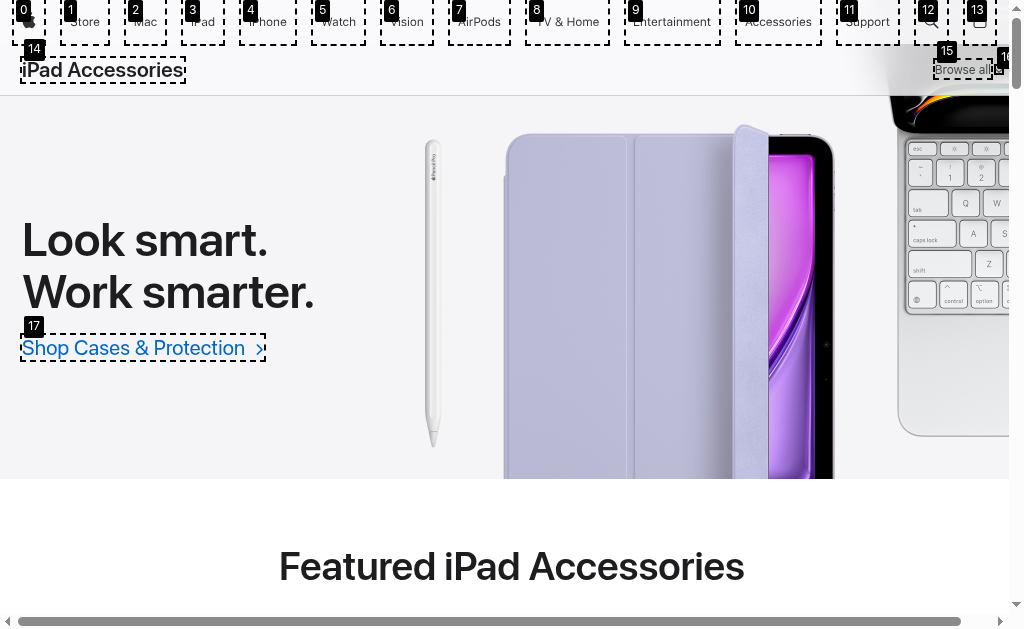 0 1 2 3 4 5 6 7 8 9 10 11 12 13
Store Mac iPad iPhone Watch Vision AirPods TV & Home Entertainment Accessories Support
14 15 16
iPad Accessories Browse all
Look smart.
Work smarter.
17
Shop Cases & Protection
Pencil Pro
esc
~ ! @
` 1 2
tab Q W
caps lock A S
shift Z
control option
Featured iPad Accessories